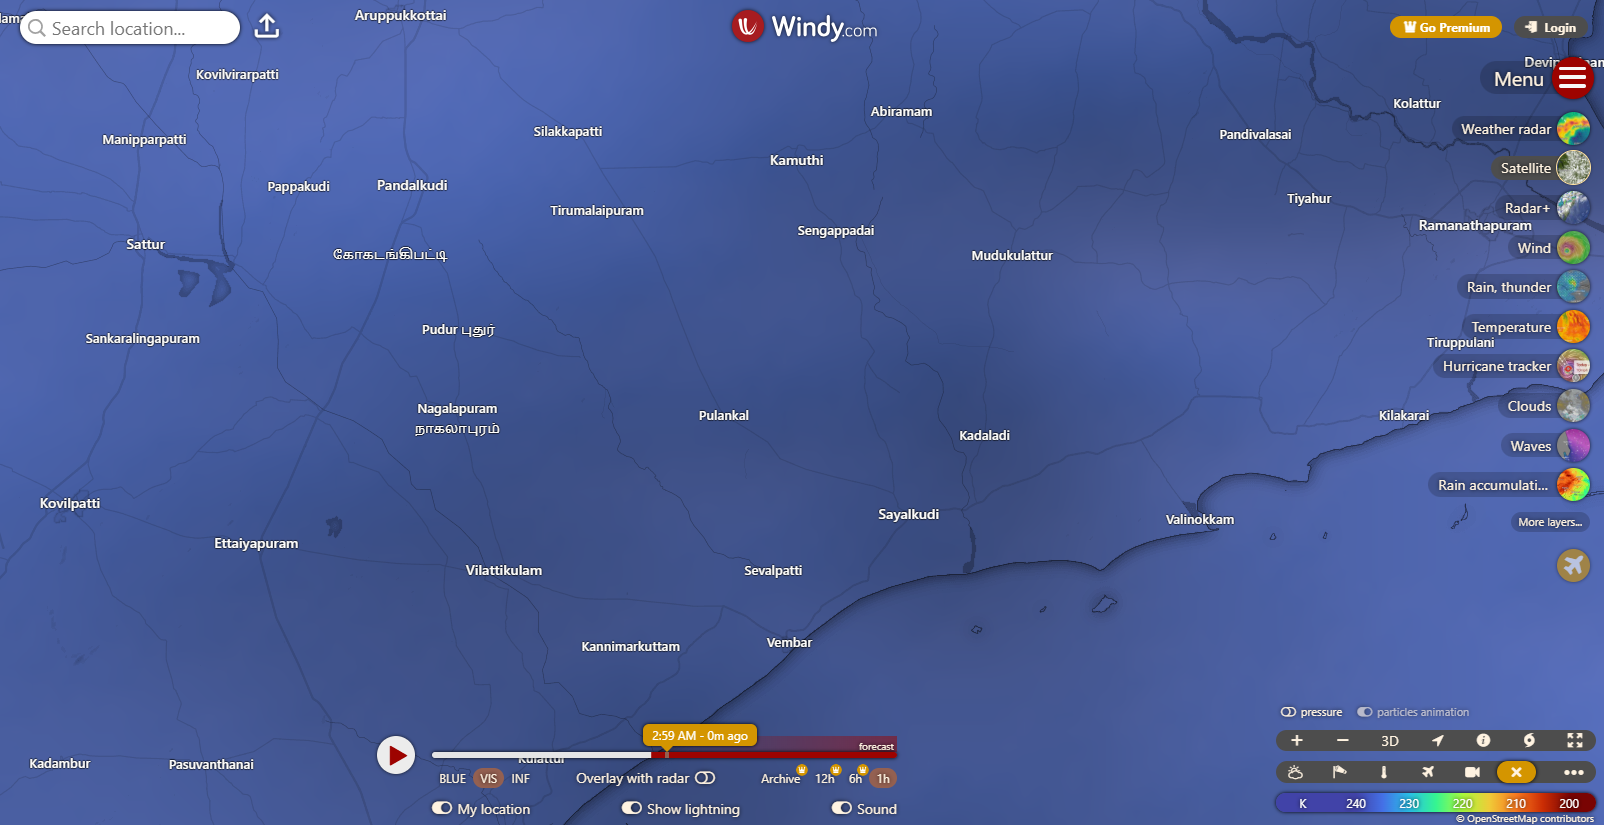 Aruppukkottai
Search location...
Windy.com
Go Premium
Login
Kovilvirarpatti
Menu
Abiramam
Kolattur
Manipparpatti
Silakkapatti
Pandivalasai
Weather radar
Kamuthi
Satellite
Pappakudi
Pandalkudi
Tirumalaipuram
Tiyahur
Radar+
Sengappadai
Ramanathapuram
Sattur
கோகடங்கிபட்டி
Mudukulattur
Wind
Rain, thunder
Pudur புதுர்
Temperature
Sankaralingapuram
Tiruppulani
Hurricane tracker
Nagalapuram
நாகலாபுரம்
Pulankal
Kilakarai
Clouds
Kadaladi
Waves
Rain accumulati...
Kovilpatti
Sayalkudi
Valinokkam
More layers...
Ettaiyapuram
Vilattikulam
Sevalpatti
Kannimarkuttam
Vembar
pressure
particles animation
2:59 AM - 0m ago
forecast
3D
Kadambur
Pasuvanthanai
Kulattur
BLUE VIS INF
Overlay with radar
Archive 12h 6h 1h
My location
Show lightning
Sound
K 240 230 220 210 200
© OpenStreetMap contributors